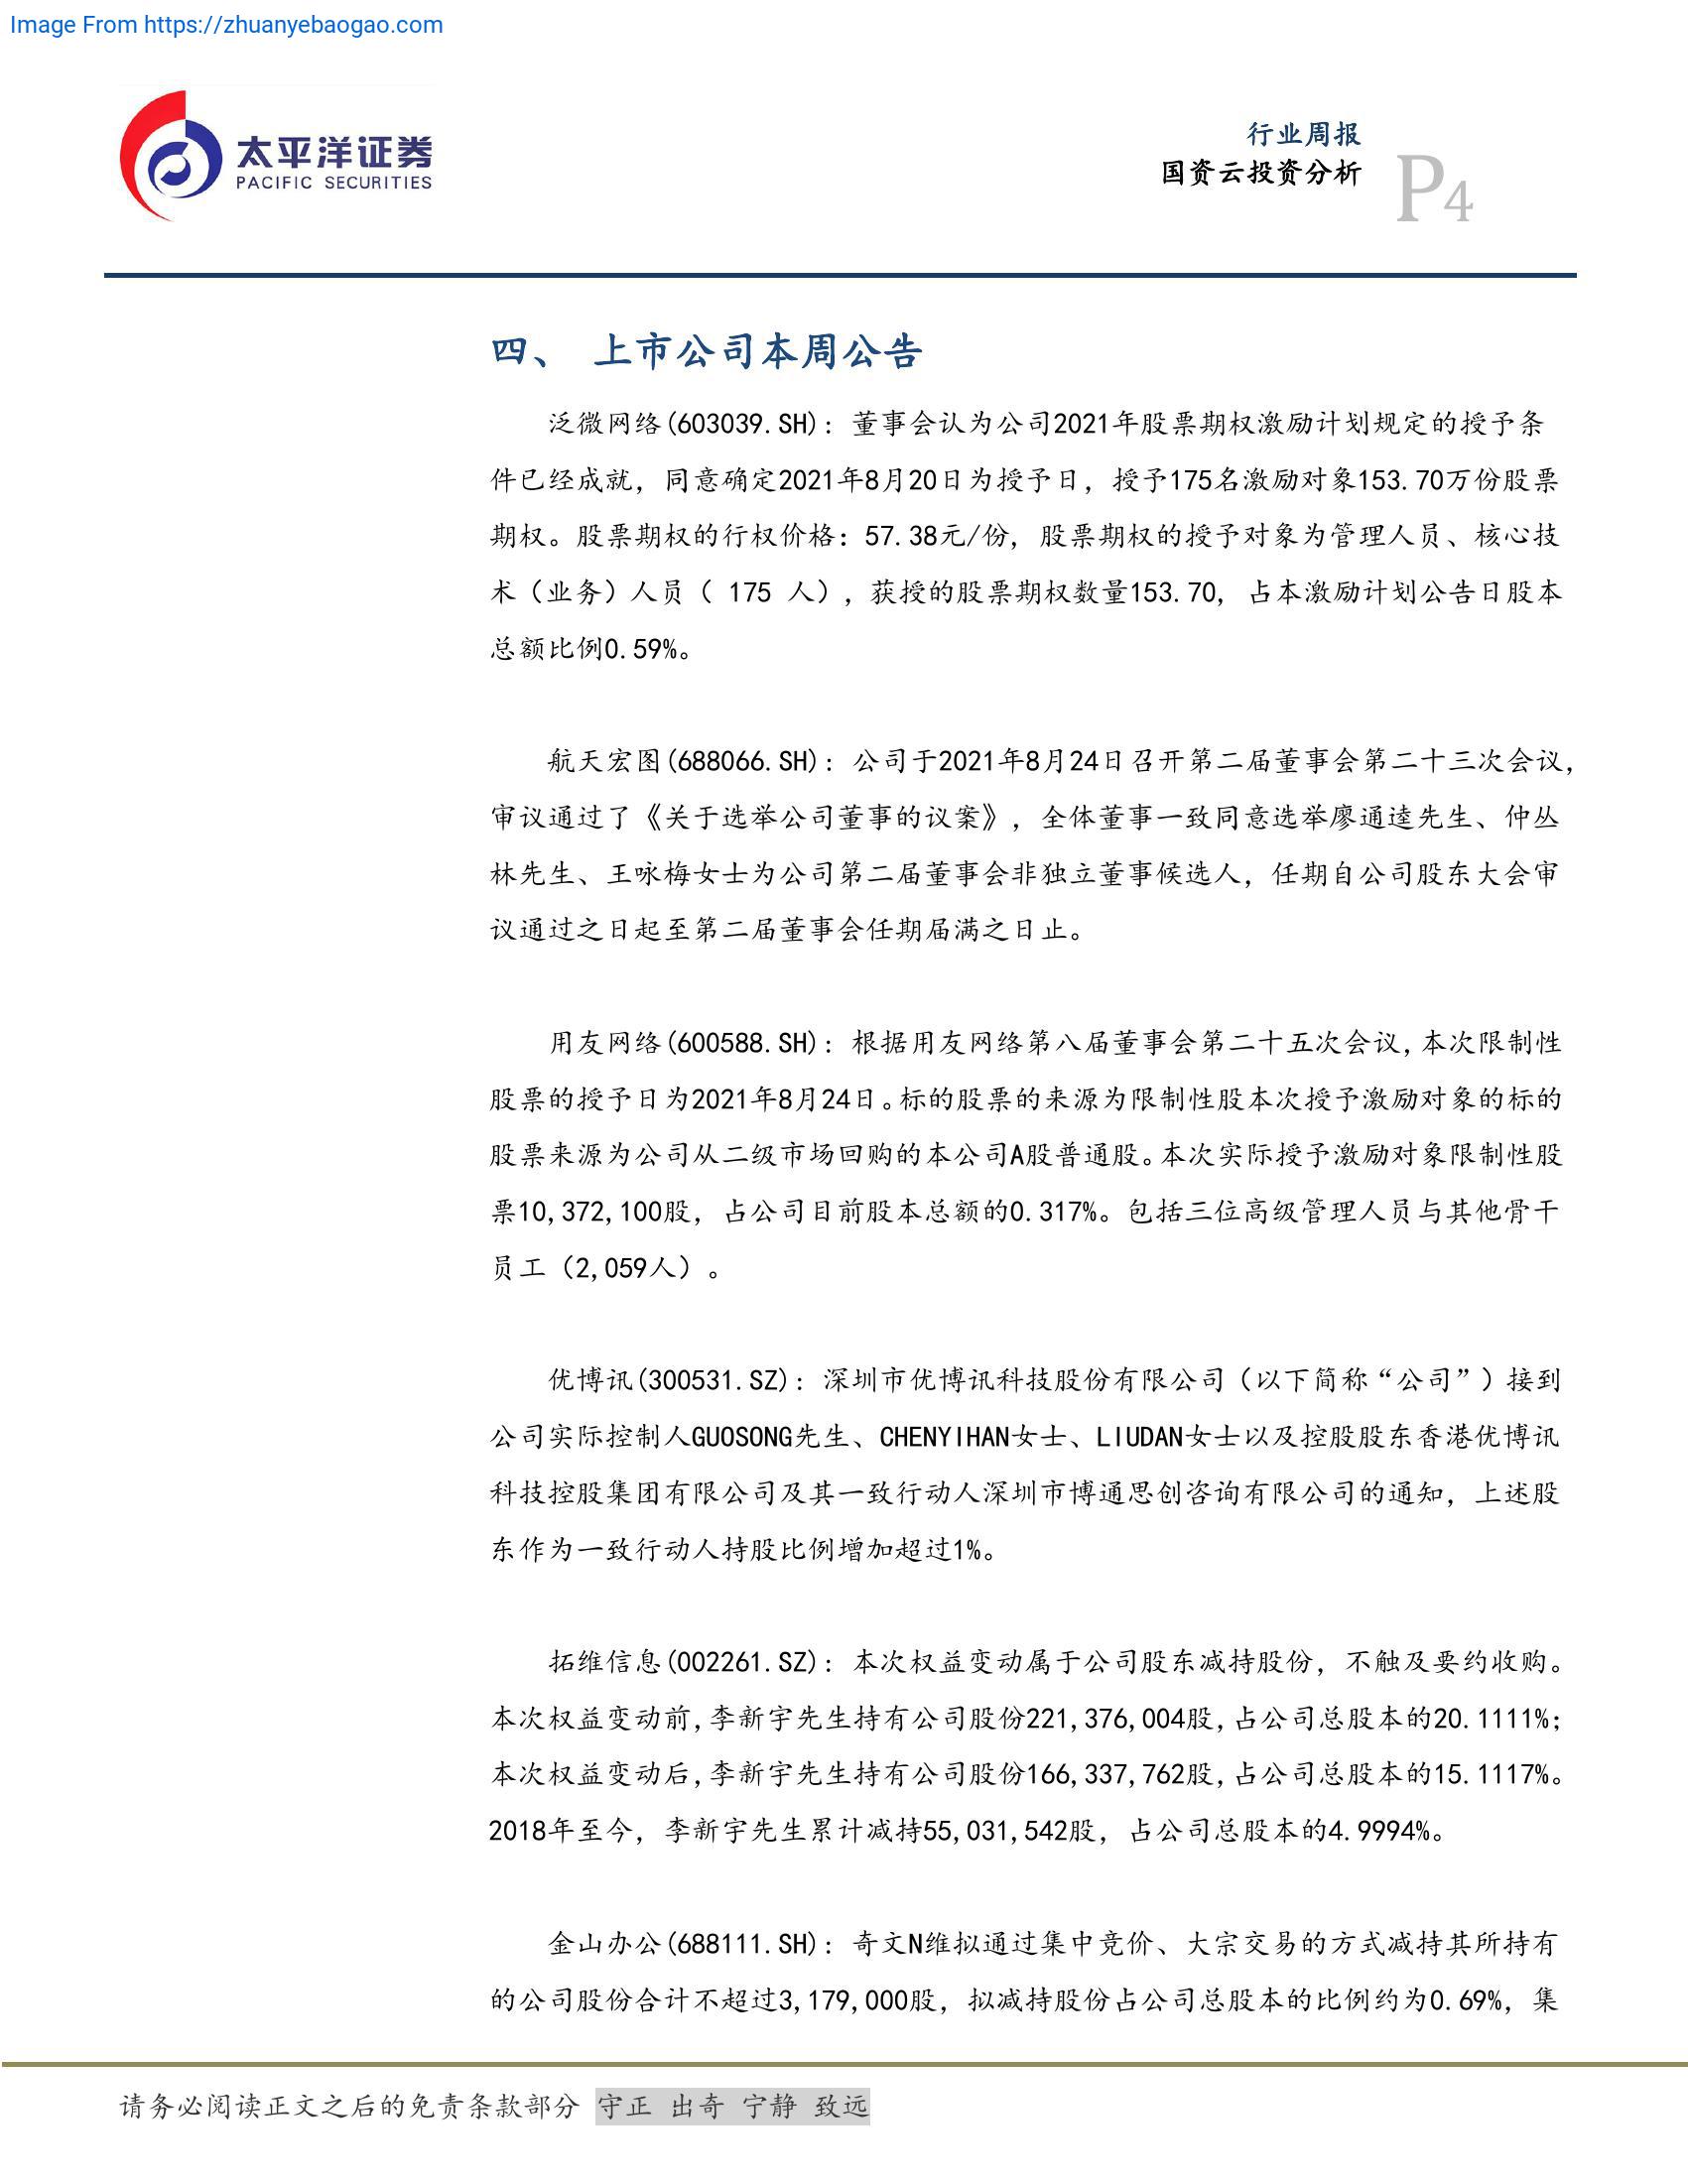 Image From https://zhuanyebaogao.com
太平洋证券
PACIFIC SECURITIES
行业周报
国资云投资分析
P4
四、 上市公司本周公告
泛微网络(603039.SH)：董事会认为公司2021年股票期权激励计划规定的授予条
件已经成就，同意确定2021年8月20日为授予日，授予175名激励对象153.70万份股票
期权。股票期权的行权价格：57.38元/份，股票期权的授予对象为管理人员、核心技
术（业务）人员（ 175 人），获授的股票期权数量153.70，占本激励计划公告日股本
总额比例0.59%。
航天宏图(688066.SH)：公司于2021年8月24日召开第二届董事会第二十三次会议，
审议通过了《关于选举公司董事的议案》，全体董事一致同意选举廖通逵先生、仲丛
林先生、王咏梅女士为公司第二届董事会非独立董事候选人，任期自公司股东大会审
议通过之日起至第二届董事会任期届满之日止。
用友网络(600588.SH)：根据用友网络第八届董事会第二十五次会议,本次限制性
股票的授予日为2021年8月24日。标的股票的来源为限制性股本次授予激励对象的标的
股票来源为公司从二级市场回购的本公司A股普通股。本次实际授予激励对象限制性股
票10,372,100股，占公司目前股本总额的0.317%。包括三位高级管理人员与其他骨干
员工（2,059人）。
优博讯(300531.SZ)：深圳市优博讯科技股份有限公司（以下简称“公司”）接到
公司实际控制人GUOSONG先生、CHENYIHAN女士、LIUDAN女士以及控股股东香港优博讯
科技控股集团有限公司及其一致行动人深圳市博通思创咨询有限公司的通知，上述股
东作为一致行动人持股比例增加超过1%。
拓维信息(002261.SZ)：本次权益变动属于公司股东减持股份，不触及要约收购。
本次权益变动前,李新宇先生持有公司股份221,376,004股,占公司总股本的20.1111%；
本次权益变动后,李新宇先生持有公司股份166,337,762股,占公司总股本的15.1117%。
2018年至今，李新宇先生累计减持55,031,542股，占公司总股本的4.9994%。
金山办公(688111.SH)：奇文N维拟通过集中竞价、大宗交易的方式减持其所持有
的公司股份合计不超过3,179,000股，拟减持股份占公司总股本的比例约为0.69%，集
请务必阅读正文之后的免责条款部分 守正 出奇 宁静 致远